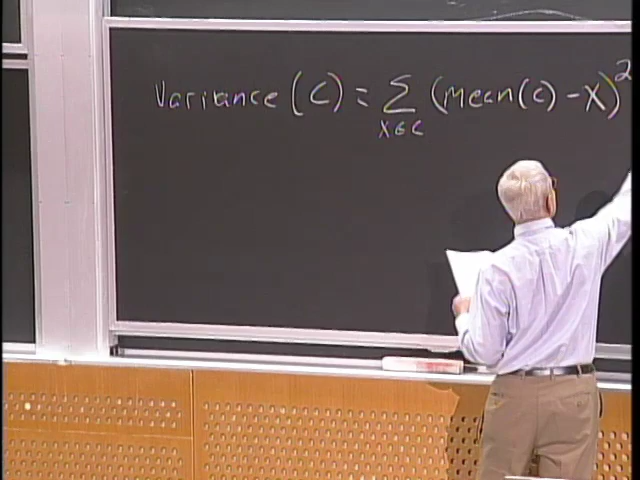 Variance (C) = ∑ (mean(c) - X)²
X ∈ C